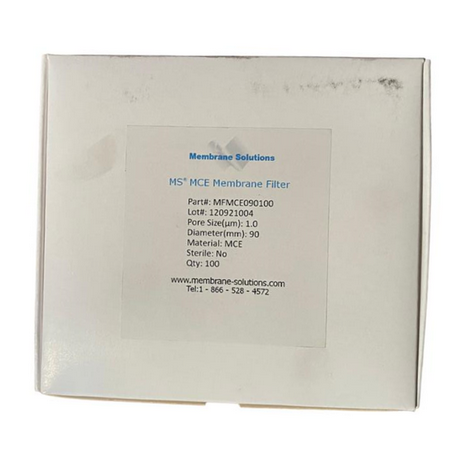 Membrane Solutions
MS® MCE Membrane Filter
Part#: MFMCE090100
Lot#: 120921004
Pore Size(µm): 1.0
Diameter(mm): 90
Material: MCE
Sterile: No
Qty: 100
www.membrane-solutions.com
Tel:1 - 866 - 528 - 4572